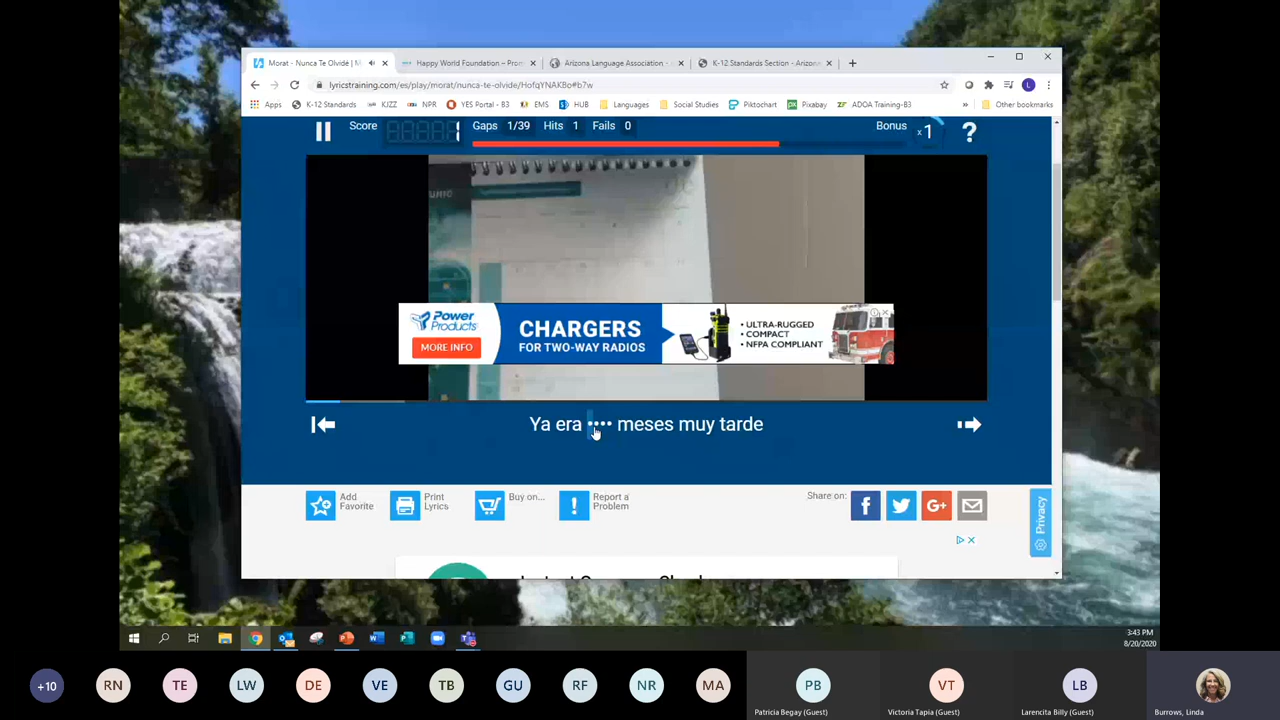 Morat - Nunca Te Olvidé | M
Happy World Foundation – Prom
Arizona Language Association -
K-12 Standards Section - Arizona
lyricstraining.com/es/play/morat/nunca-te-olvide/HofqYNAKBo#b7w
Apps
K-12 Standards
KJZZ
NPR
YES Portal - B3
EMS
HUB
Languages
Social Studies
Piktochart
Pixabay
ADOA Training-B3
Other bookmarks
Score
Gaps 1/39 Hits 1 Fails 0
Bonus
x1
?
Power
Products
MORE INFO
CHARGERS
FOR TWO-WAY RADIOS
• ULTRA-RUGGED
• COMPACT
• NFPA COMPLIANT
Ya era •••• meses muy tarde
Add
Favorite
Print
Lyrics
Buy on...
Report a
Problem
Share on:
Privacy
3:43 PM
8/20/2020
+10
RN
TE
LW
DE
VE
TB
GU
RF
NR
MA
PB
VT
LB
Patricia Begay (Guest)
Victoria Tapia (Guest)
Larencita Billy (Guest)
Burrows, Linda